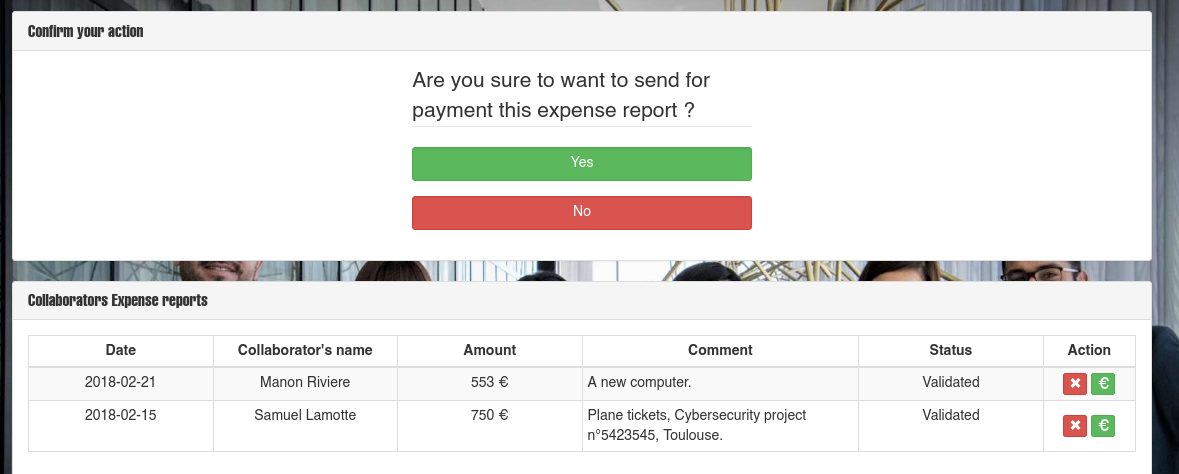 Confirm your action
Are you sure to want to send for
payment this expense report ?
Yes
No
Collaborators Expense reports
Date Collaborator's name Amount Comment Status Action
2018-02-21 Manon Riviere 553 € A new computer. Validated ✖ €
2018-02-15 Samuel Lamotte 750 € Plane tickets, Cybersecurity project Validated ✖ €
n°5423545, Toulouse.